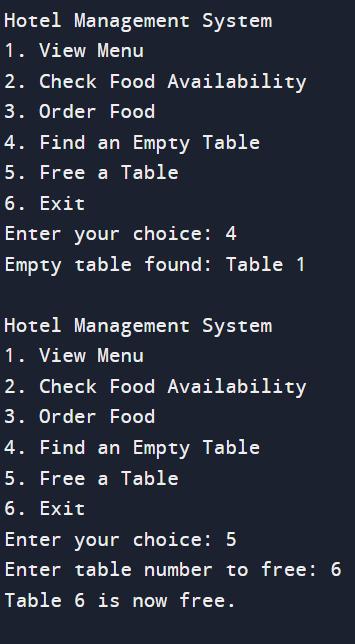 Hotel Management System
1. View Menu
2. Check Food Availability
3. Order Food
4. Find an Empty Table
5. Free a Table
6. Exit
Enter your choice: 4
Empty table found: Table 1

Hotel Management System
1. View Menu
2. Check Food Availability
3. Order Food
4. Find an Empty Table
5. Free a Table
6. Exit
Enter your choice: 5
Enter table number to free: 6
Table 6 is now free.